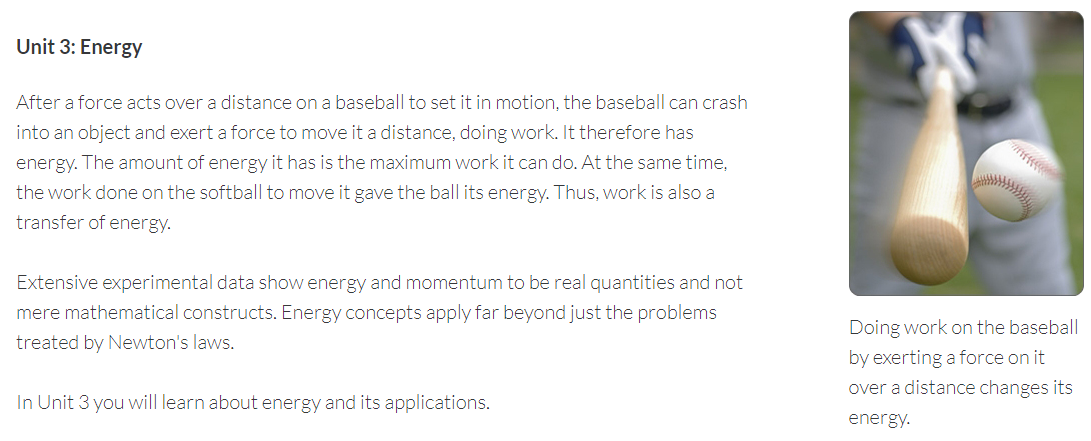 Unit 3: Energy
After a force acts over a distance on a baseball to set it in motion, the baseball can crash
into an object and exert a force to move it a distance, doing work. It therefore has
energy. The amount of energy it has is the maximum work it can do. At the same time,
the work done on the softball to move it gave the ball its energy. Thus, work is also a
transfer of energy.
Extensive experimental data show energy and momentum to be real quantities and not
mere mathematical constructs. Energy concepts apply far beyond just the problems
treated by Newton's laws.
In Unit 3 you will learn about energy and its applications.
Doing work on the baseball
by exerting a force on it
over a distance changes its
energy.